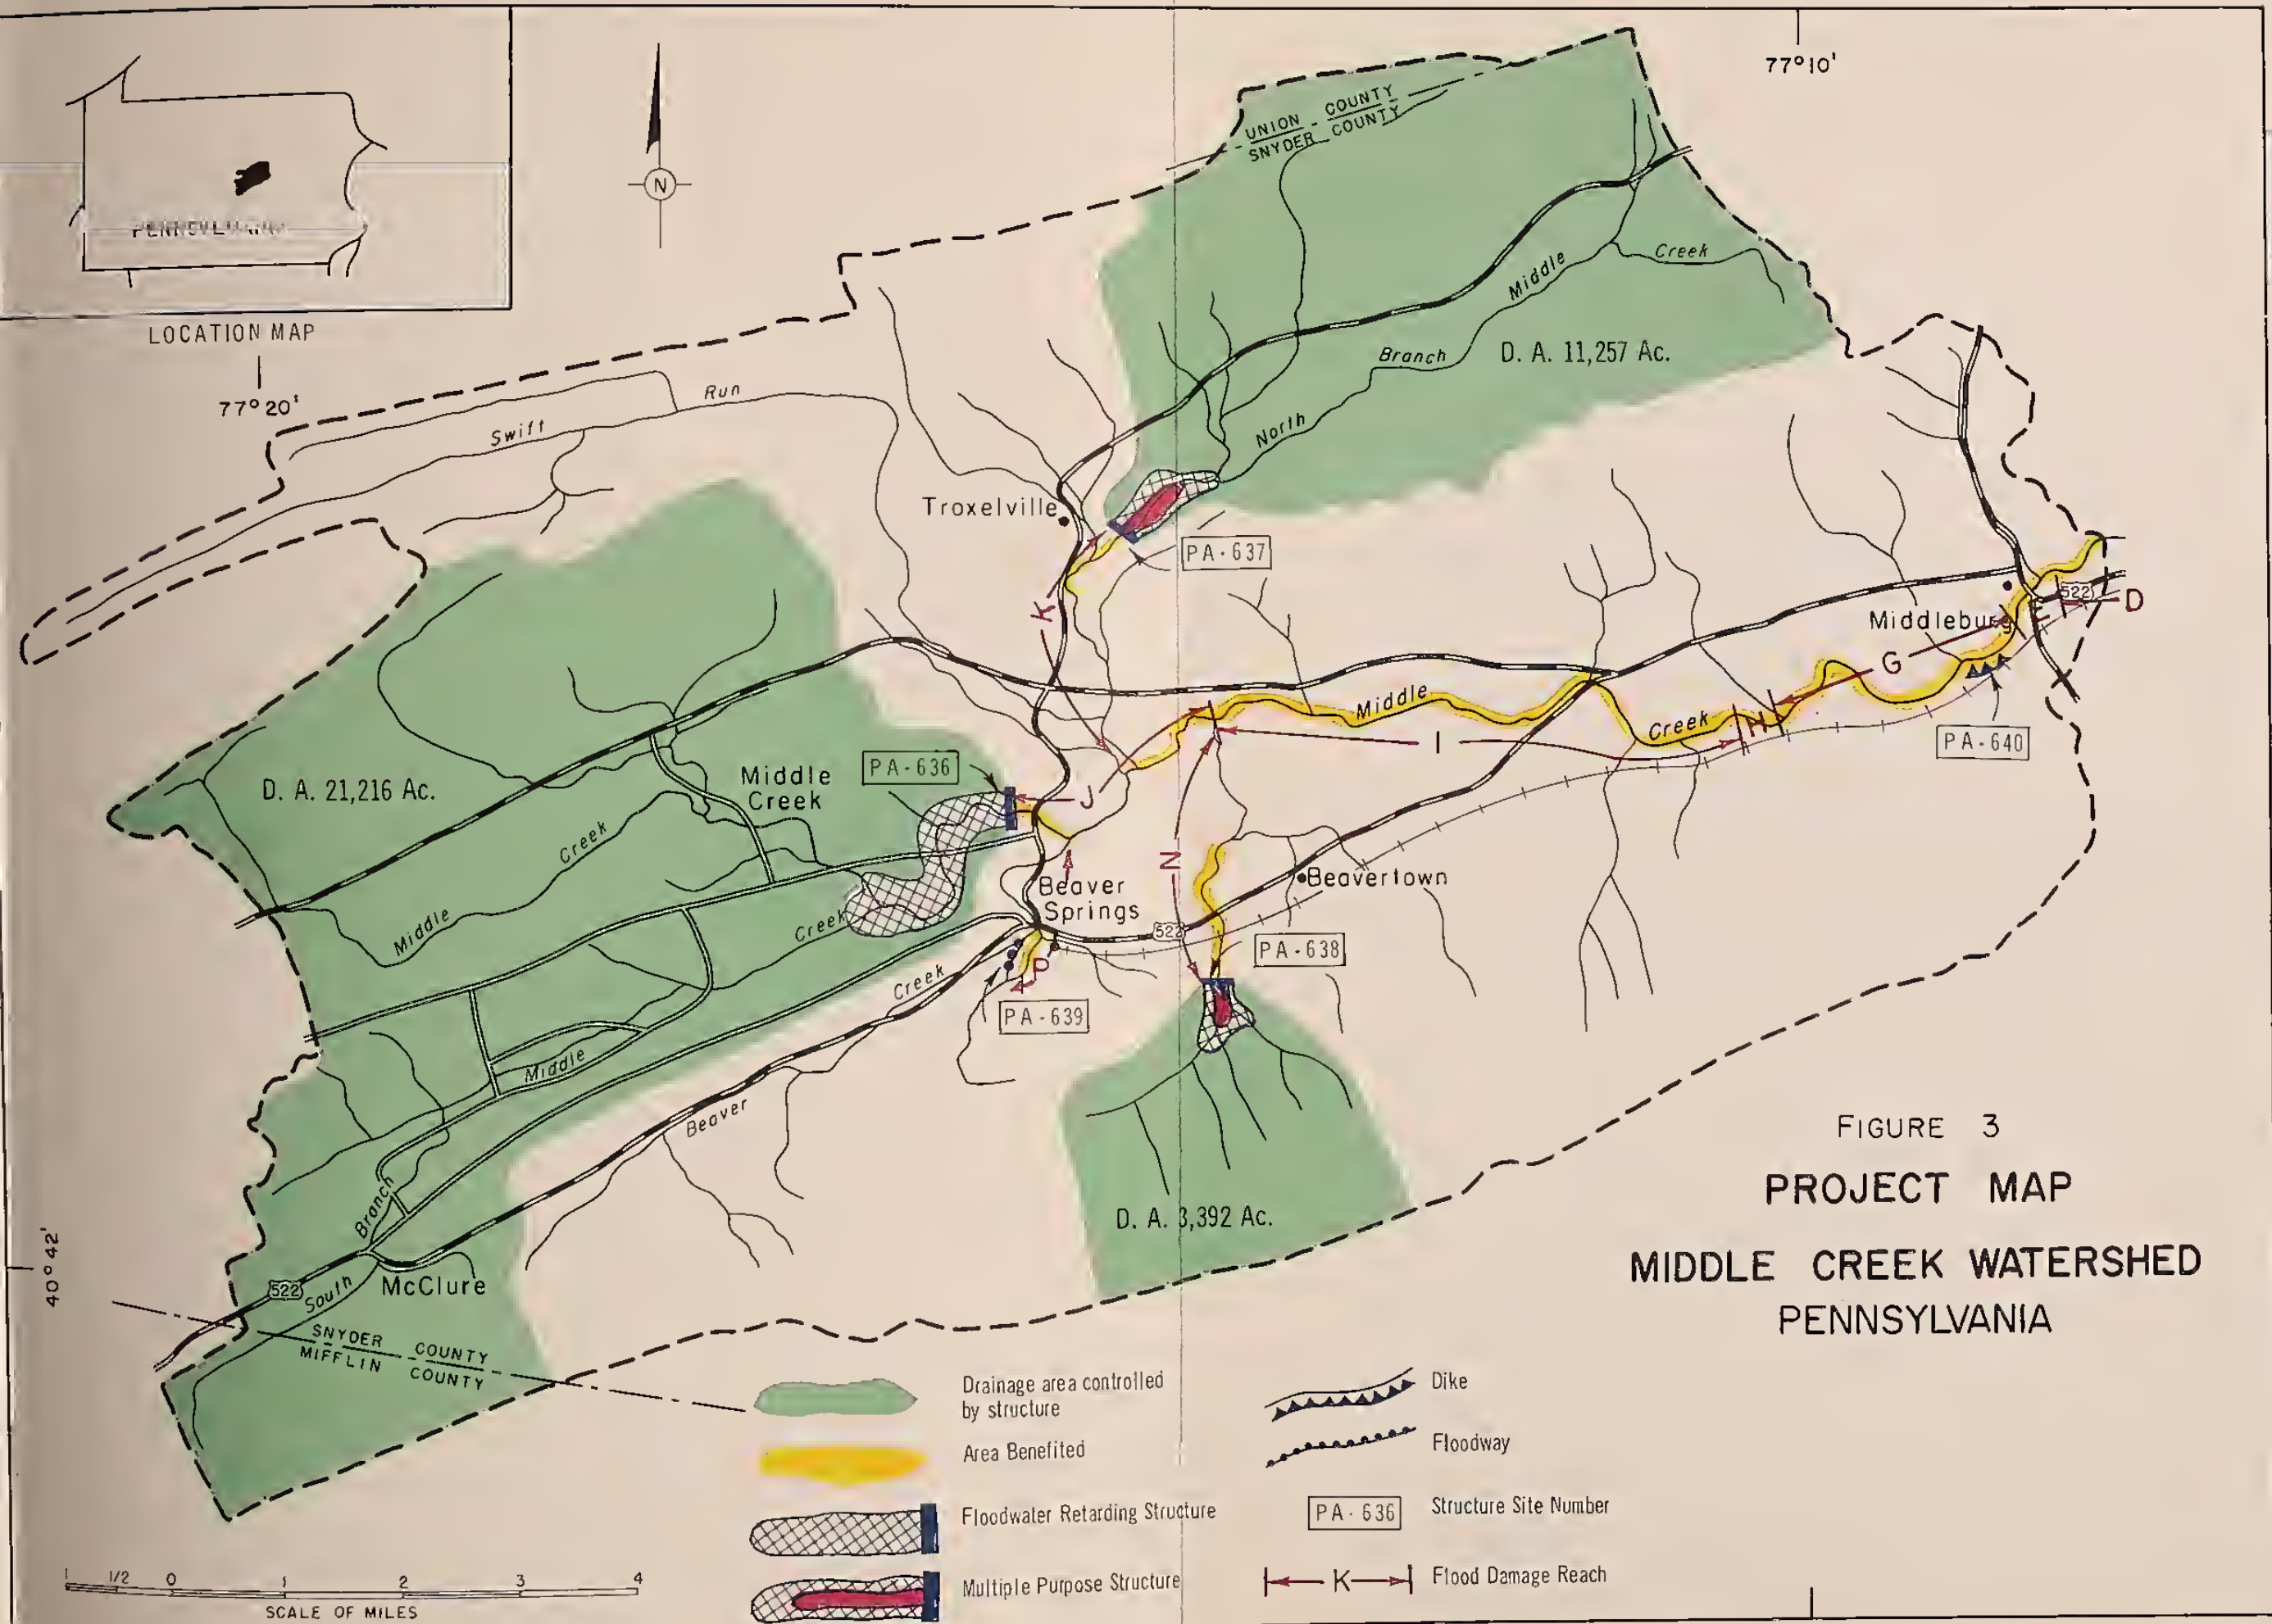 PENNSYLVANIA
LOCATION MAP
77°20'
N
77°10'
UNION COUNTY
SNYDER COUNTY
Middle Creek
Branch
D. A. 11,257 Ac.
North
Swift Run
Troxelville
PA-637
K
Middleburg
522
D
G
Middle
Creek
H
I
PA-640
D. A. 21,216 Ac.
Middle
Creek
PA-636
J
Creek
Middle
Creek
Beaver
Springs
N
Beavertown
522
PA-638
P
PA-639
Creek
Middle
Beaver
Branch
D. A. 3,392 Ac.
40°42'
522
South
McClure
SNYDER COUNTY
MIFFLIN COUNTY
FIGURE 3
PROJECT MAP
MIDDLE CREEK WATERSHED
PENNSYLVANIA
Drainage area controlled
by structure
Area Benefited
Floodwater Retarding Structure
Multiple Purpose Structure
Dike
Floodway
PA-636
Structure Site Number
K
Flood Damage Reach
1 1/2 0 1 2 3 4
SCALE OF MILES